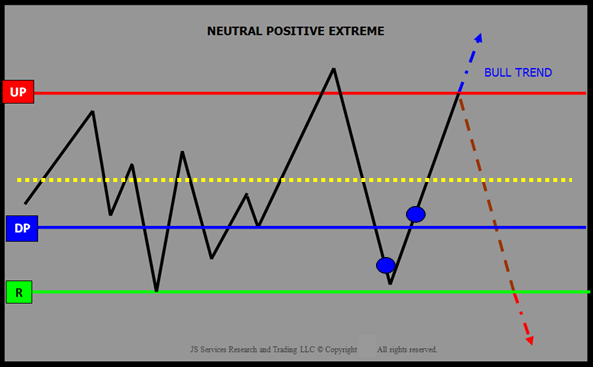 NEUTRAL POSITIVE EXTREME
BULL TREND
UP
DP
R
JS Services Research and Trading LLC © Copyright All rights reserved.